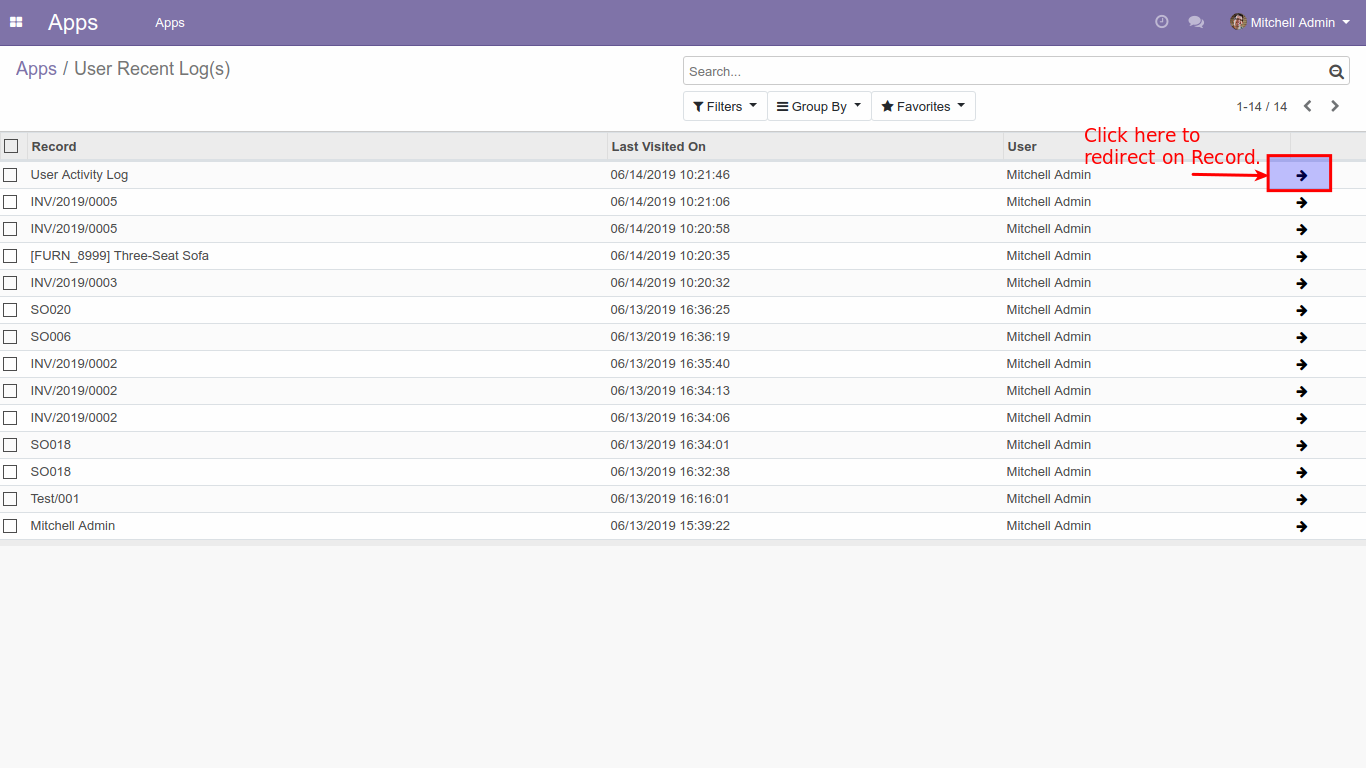 Apps Apps Mitchell Admin
Apps / User Recent Log(s) Search...
Filters Group By Favorites 1-14 / 14
Click here to
redirect on Record.
Record Last Visited On User
User Activity Log 06/14/2019 10:21:46 Mitchell Admin
INV/2019/0005 06/14/2019 10:21:06 Mitchell Admin
INV/2019/0005 06/14/2019 10:20:58 Mitchell Admin
[FURN_8999] Three-Seat Sofa 06/14/2019 10:20:35 Mitchell Admin
INV/2019/0003 06/14/2019 10:20:32 Mitchell Admin
SO020 06/13/2019 16:36:25 Mitchell Admin
SO006 06/13/2019 16:36:19 Mitchell Admin
INV/2019/0002 06/13/2019 16:35:40 Mitchell Admin
INV/2019/0002 06/13/2019 16:34:13 Mitchell Admin
INV/2019/0002 06/13/2019 16:34:06 Mitchell Admin
SO018 06/13/2019 16:34:01 Mitchell Admin
SO018 06/13/2019 16:32:38 Mitchell Admin
Test/001 06/13/2019 16:16:01 Mitchell Admin
Mitchell Admin 06/13/2019 15:39:22 Mitchell Admin